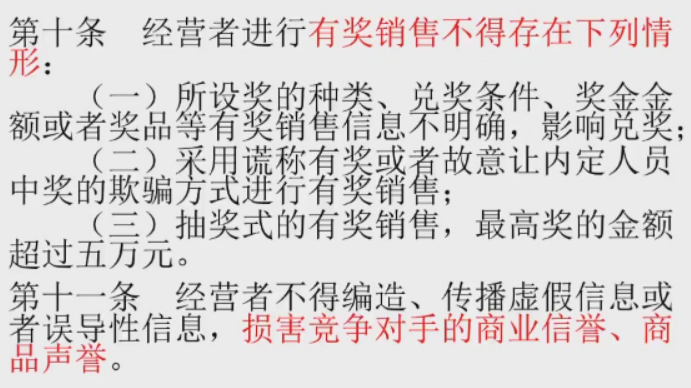 第十条　经营者进行有奖销售不得存在下列情
形：
（一）所设奖的种类、兑奖条件、奖金金
额或者奖品等有奖销售信息不明确，影响兑奖；
（二）采用谎称有奖或者故意让内定人员
中奖的欺骗方式进行有奖销售；
（三）抽奖式的有奖销售，最高奖的金额
超过五万元。
第十一条　经营者不得编造、传播虚假信息或
者误导性信息，损害竞争对手的商业信誉、商
品声誉。